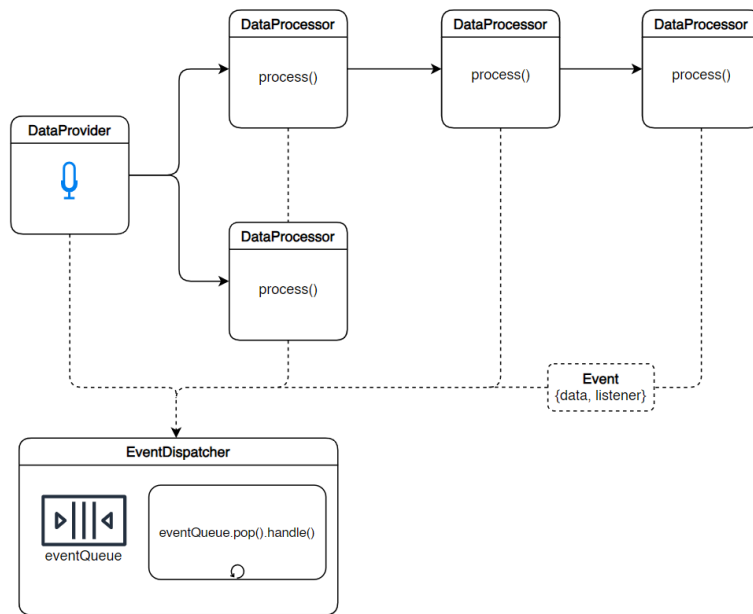 DataProcessor
process()
DataProcessor
process()
DataProcessor
process()
DataProvider
DataProcessor
process()
Event
{data, listener}
EventDispatcher
eventQueue
eventQueue.pop().handle()